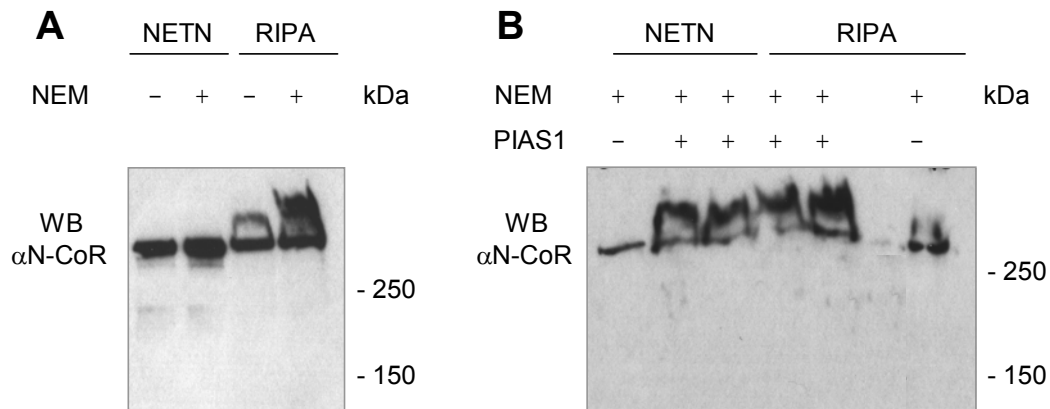 A
NETN RIPA
NEM – + – + kDa
WB
αN-CoR
- 250
- 150
B
NETN RIPA
NEM + + + + + + kDa
PIAS1 – + + + + –
WB
αN-CoR
- 250
- 150